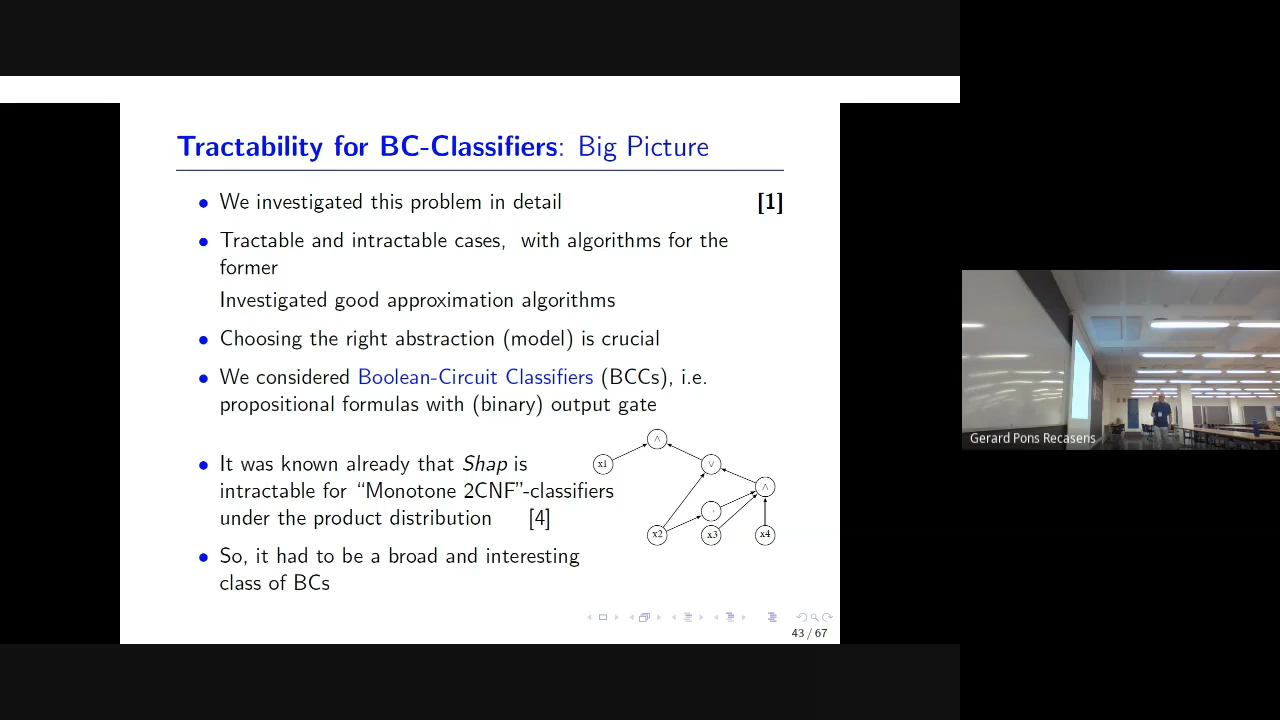 Tractability for BC-Classifiers: Big Picture
• We investigated this problem in detail [1]
• Tractable and intractable cases, with algorithms for the
former
Investigated good approximation algorithms
• Choosing the right abstraction (model) is crucial
• We considered Boolean-Circuit Classifiers (BCCs), i.e.
propositional formulas with (binary) output gate
• It was known already that Shap is
intractable for “Monotone 2CNF”-classifiers
under the product distribution [4]
• So, it had to be a broad and interesting
class of BCs
∧
x1
∨
∧
¬
x2
x3
x4
43 / 67
Gerard Pons Recasens